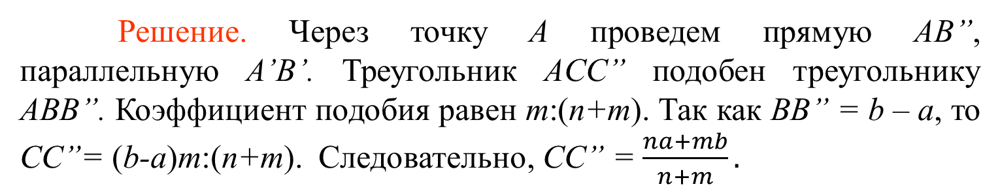 Решение. Через точку A проведем прямую AB”,
параллельную A’B’. Треугольник ACC” подобен треугольнику
ABB”. Коэффициент подобия равен m:(n+m). Так как BB” = b – a, то
CC”= (b-a)m:(n+m). Следовательно, CC” = \frac{na+mb}{n+m}.